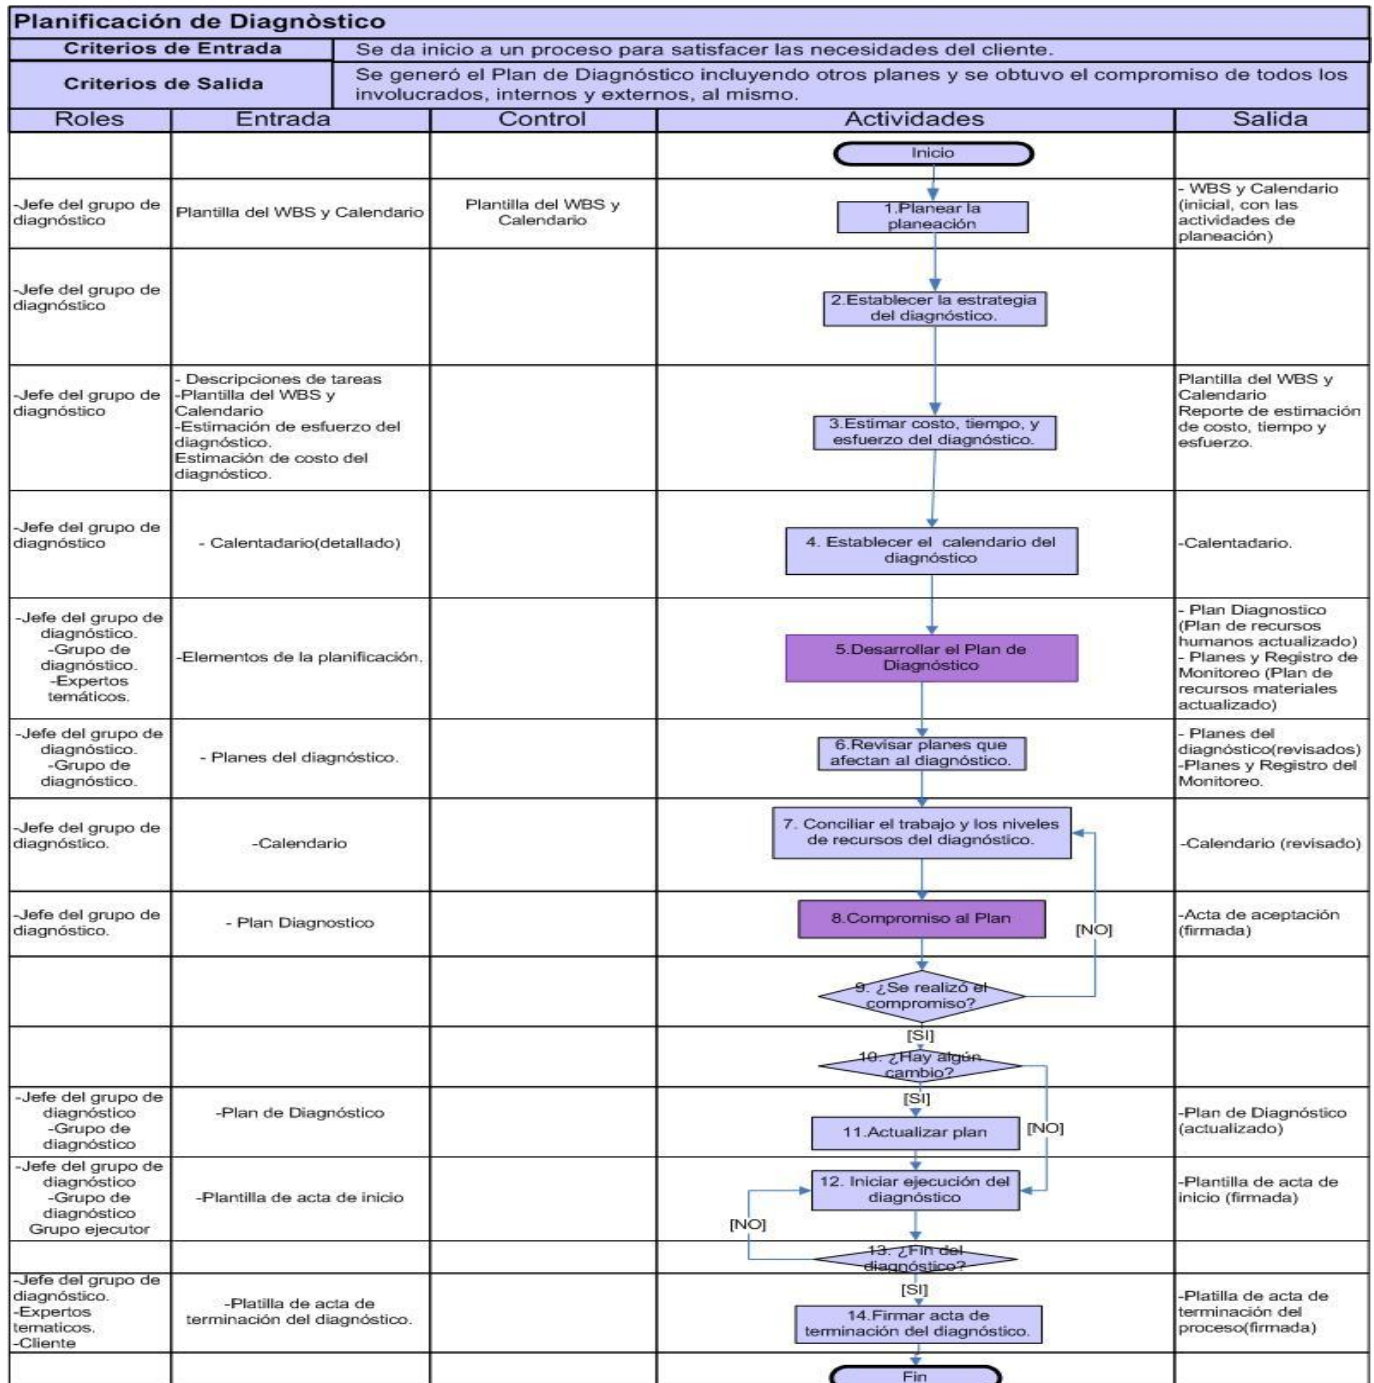 Planificación de Diagnòstico
Criterios de Entrada
Se da inicio a un proceso para satisfacer las necesidades del cliente.
Criterios de Salida
Se generó el Plan de Diagnóstico incluyendo otros planes y se obtuvo el compromiso de todos los
involucrados, internos y externos, al mismo.
Roles
Entrada
Control
Actividades
Salida
Inicio
-Jefe del grupo de
diagnóstico
Plantilla del WBS y Calendario
Plantilla del WBS y
Calendario
1.Planear la
planeación
- WBS y Calendario
(inicial, con las
actividades de
planeación)
-Jefe del grupo de
diagnóstico
2.Establecer la estrategia
del diagnóstico.
-Jefe del grupo de
diagnóstico
- Descripciones de tareas
-Plantilla del WBS y
Calendario
-Estimación de esfuerzo del
diagnóstico.
Estimación de costo del
diagnóstico.
3.Estimar costo, tiempo, y
esfuerzo del diagnóstico.
Plantilla del WBS y
Calendario
Reporte de estimación
de costo, tiempo y
esfuerzo.
-Jefe del grupo de
diagnóstico
- Calentadario(detallado)
4. Establecer el calendario del
diagnóstico
-Calentadario.
-Jefe del grupo de
diagnóstico.
-Grupo de
diagnóstico.
-Expertos
temáticos.
-Elementos de la planificación.
5.Desarrollar el Plan de
Diagnóstico
- Plan Diagnostico
(Plan de recursos
humanos actualizado)
- Planes y Registro de
Monitoreo (Plan de
recursos materiales
actualizado)
-Jefe del grupo de
diagnóstico.
-Grupo de
diagnóstico.
- Planes del diagnóstico.
6.Revisar planes que
afectan al diagnóstico.
- Planes del
diagnóstico(revisados)
-Planes y Registro del
Monitoreo.
-Jefe del grupo de
diagnóstico.
-Calendario
7. Conciliar el trabajo y los niveles
de recursos del diagnóstico.
-Calendario (revisado)
-Jefe del grupo de
diagnóstico.
- Plan Diagnostico
8.Compromiso al Plan
[NO]
-Acta de aceptación
(firmada)
9. ¿Se realizó el
compromiso?
[SI]
10. ¿Hay algún
cambio?
[SI]
-Jefe del grupo de
diagnóstico
-Grupo de
diagnóstico
-Plan de Diagnóstico
11.Actualizar plan
[NO]
-Plan de Diagnóstico
(actualizado)
-Jefe del grupo de
diagnóstico
-Grupo de
diagnóstico
Grupo ejecutor
-Plantilla de acta de inicio
12. Iniciar ejecución del
diagnóstico
[NO]
-Plantilla de acta de
inicio (firmada)
13. ¿Fin del
diagnóstico?
[SI]
-Jefe del grupo de
diagnóstico.
-Expertos
tematicos.
-Cliente
-Platilla de acta de
terminación del diagnóstico.
14.Firmar acta de
terminación del diagnóstico.
-Platilla de acta de
terminación del
proceso(firmada)
Fin